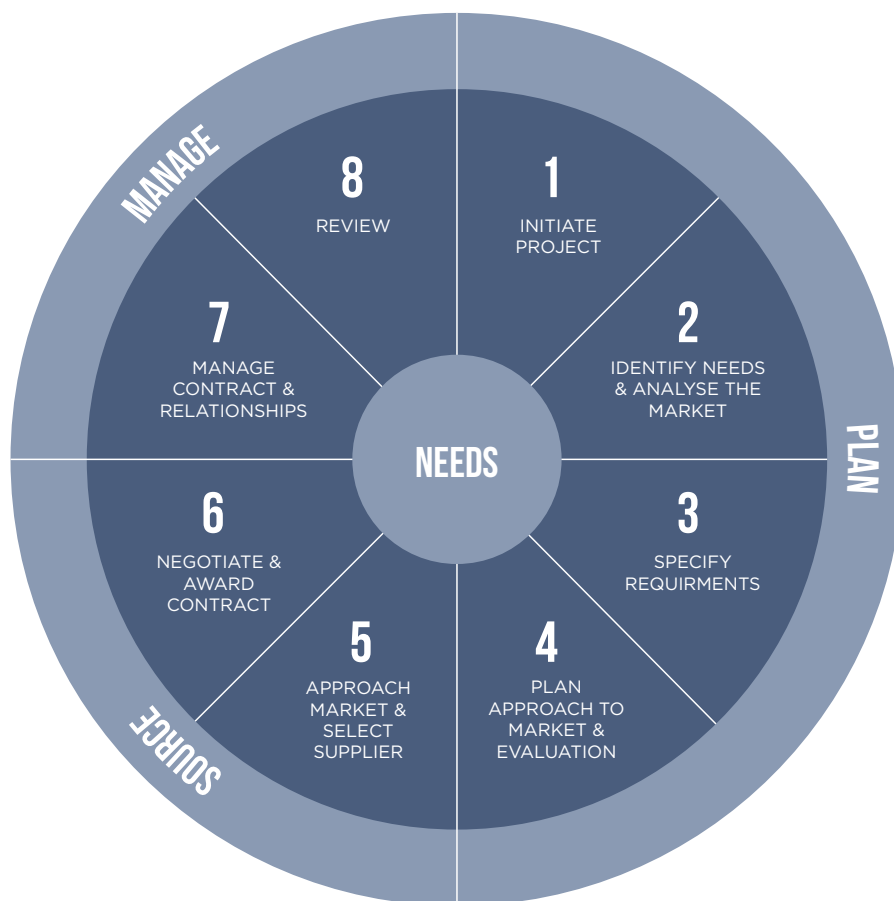 MANAGE
8
REVIEW
1
INITIATE
PROJECT
7
MANAGE
CONTRACT &
RELATIONSHIPS
2
IDENTIFY NEEDS
& ANALYSE THE
MARKET
PLAN
NEEDS
6
NEGOTIATE &
AWARD
CONTRACT
3
SPECIFY
REQUIRMENTS
5
APPROACH
MARKET &
SELECT
SUPPLIER
4
PLAN
APPROACH TO
MARKET &
EVALUATION
SOURCE